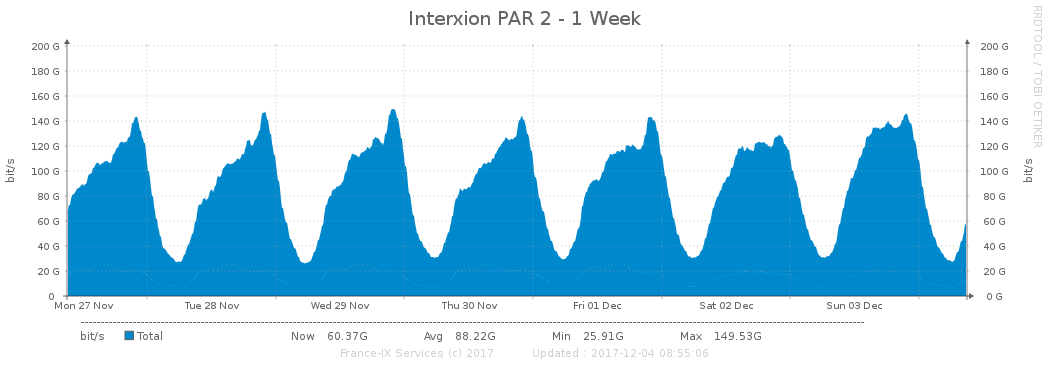 Interxion PAR 2 - 1 Week
RRDTOOL / TOBI OETIKER
bit/s
200 G 200 G
180 G 180 G
160 G 160 G
140 G 140 G
120 G 120 G
100 G 100 G
80 G 80 G
60 G 60 G
40 G 40 G
20 G 20 G
0 0 G
bit/s
Mon 27 Nov Tue 28 Nov Wed 29 Nov Thu 30 Nov Fri 01 Dec Sat 02 Dec Sun 03 Dec
bit/s Total Now 60.37G Avg 88.22G Min 25.91G Max 149.53G
France-IX Services (c) 2017 Updated : 2017-12-04 08:55:06